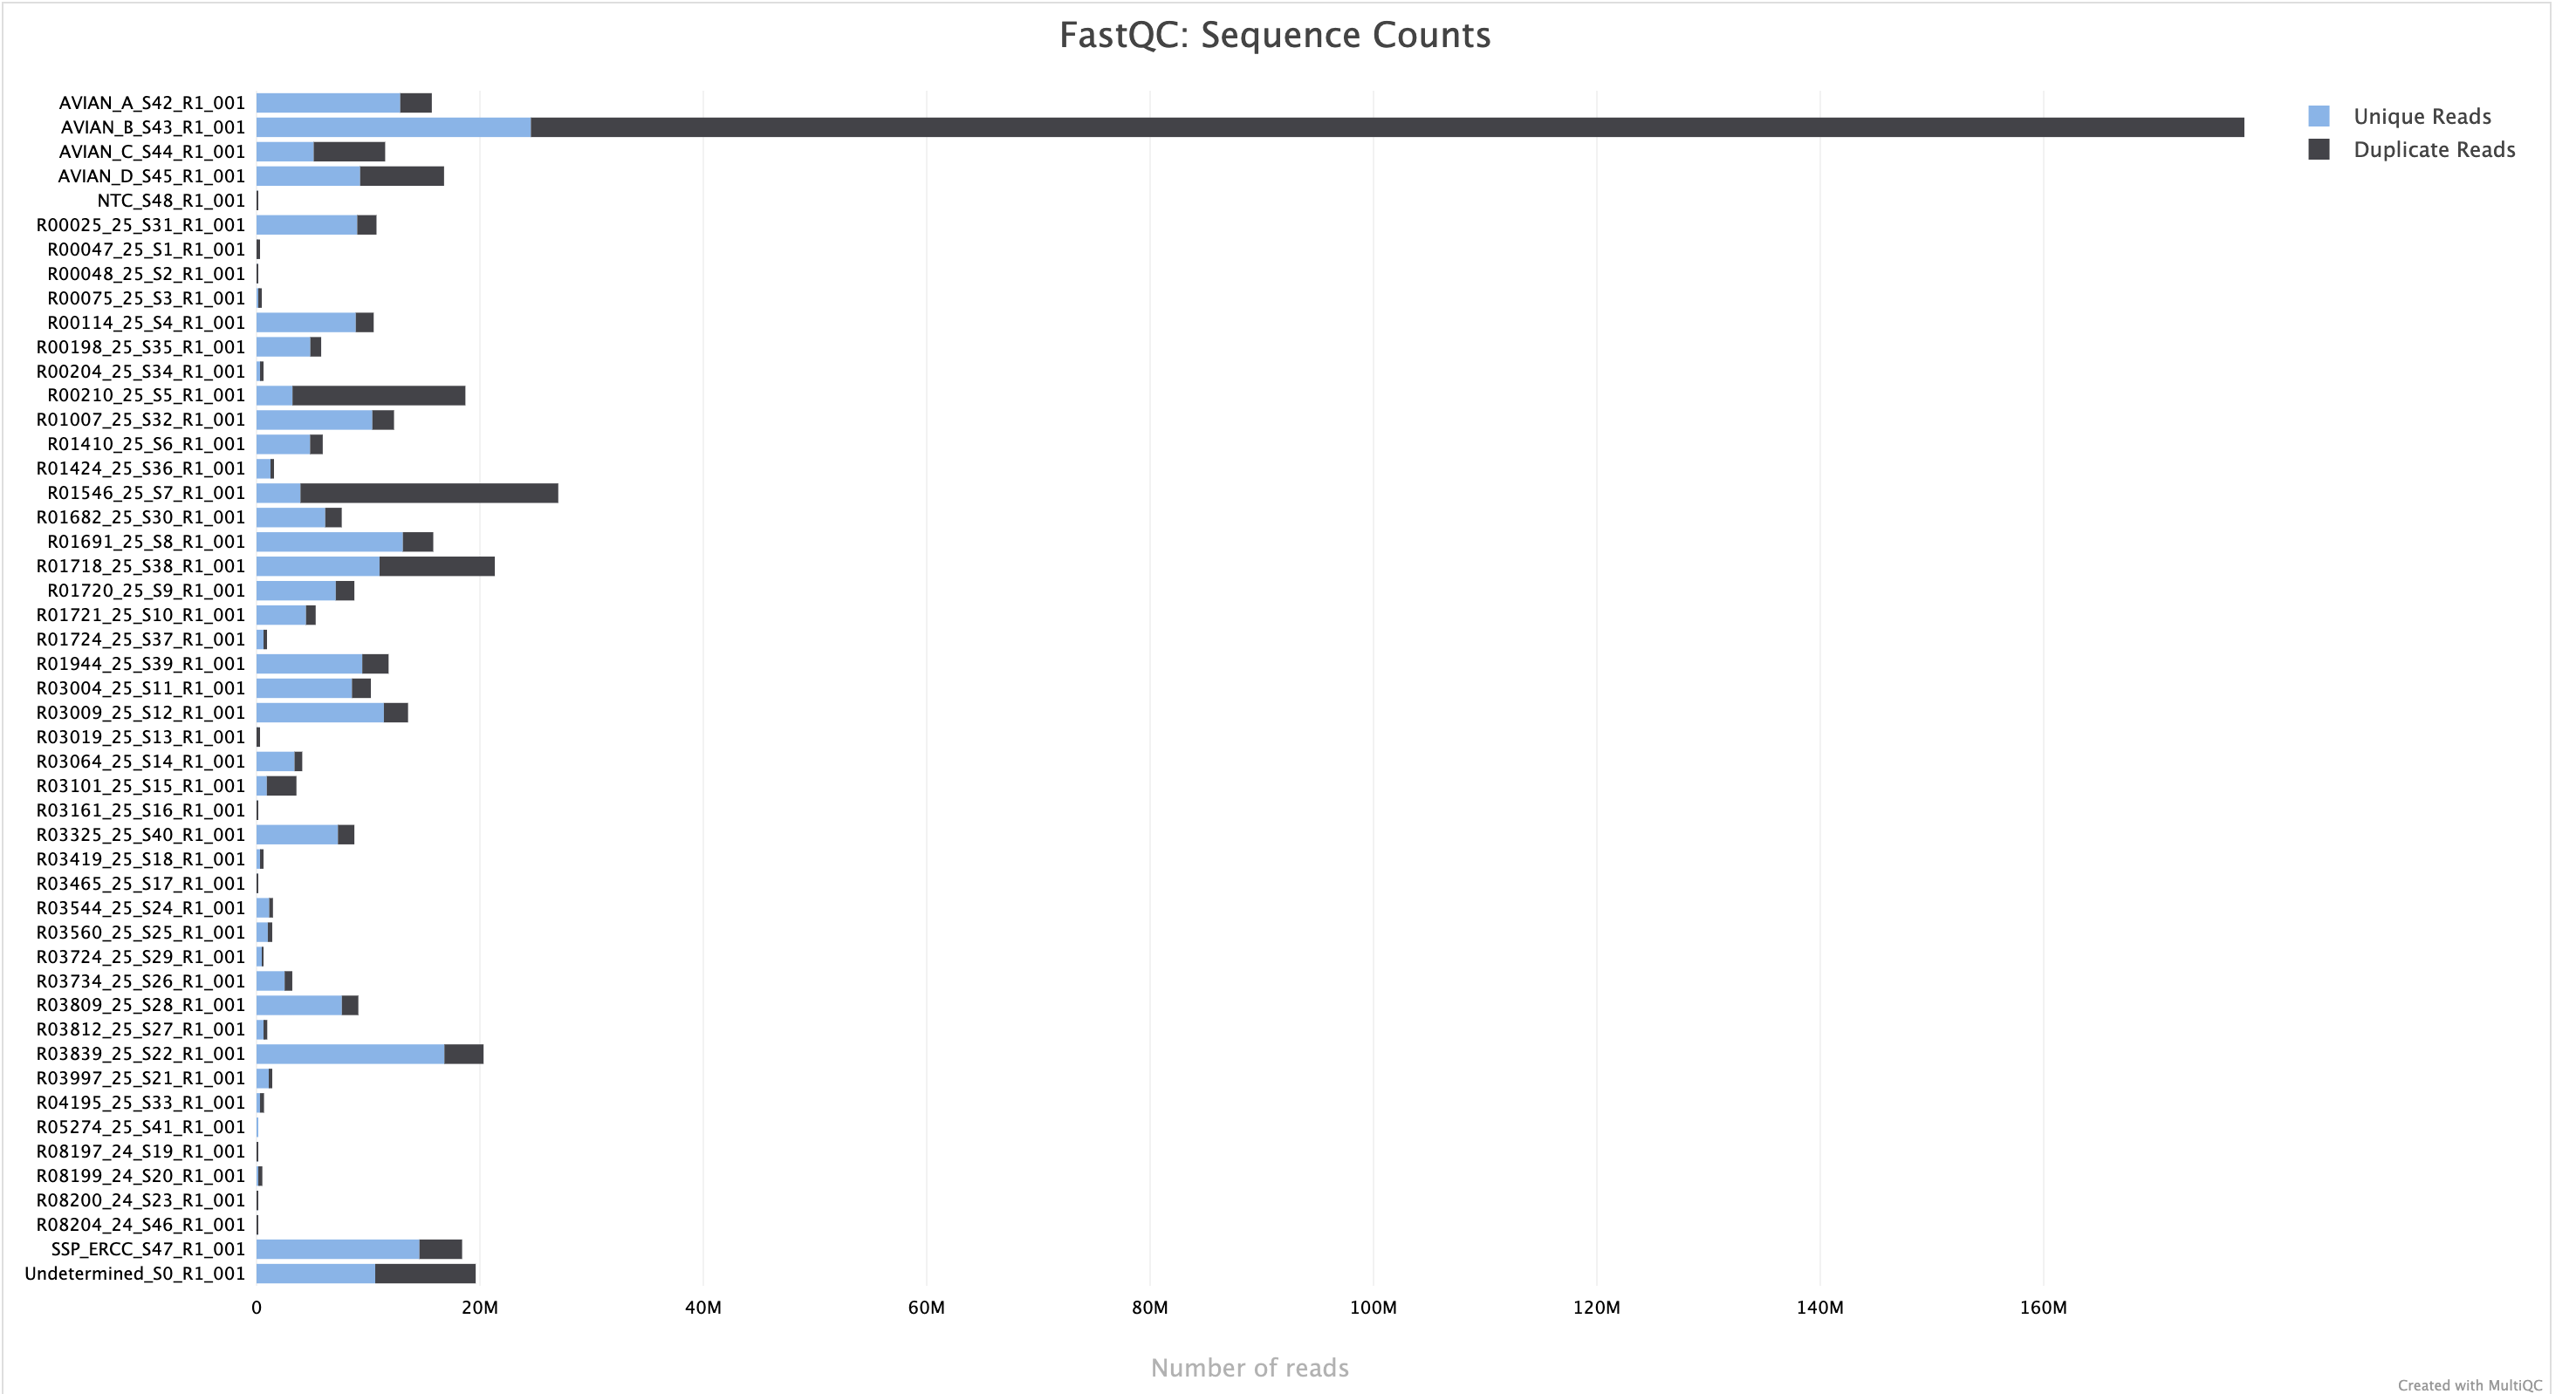 FastQC: Sequence Counts
AVIAN_A_S42_R1_001
AVIAN_B_S43_R1_001
AVIAN_C_S44_R1_001
AVIAN_D_S45_R1_001
NTC_S48_R1_001
R00025_25_S31_R1_001
R00047_25_S1_R1_001
R00048_25_S2_R1_001
R00075_25_S3_R1_001
R00114_25_S4_R1_001
R00198_25_S35_R1_001
R00204_25_S34_R1_001
R00210_25_S5_R1_001
R01007_25_S32_R1_001
R01410_25_S6_R1_001
R01424_25_S36_R1_001
R01546_25_S7_R1_001
R01682_25_S30_R1_001
R01691_25_S8_R1_001
R01718_25_S38_R1_001
R01720_25_S9_R1_001
R01721_25_S10_R1_001
R01724_25_S37_R1_001
R01944_25_S39_R1_001
R03004_25_S11_R1_001
R03009_25_S12_R1_001
R03019_25_S13_R1_001
R03064_25_S14_R1_001
R03101_25_S15_R1_001
R03161_25_S16_R1_001
R03325_25_S40_R1_001
R03419_25_S18_R1_001
R03465_25_S17_R1_001
R03544_25_S24_R1_001
R03560_25_S25_R1_001
R03724_25_S29_R1_001
R03734_25_S26_R1_001
R03809_25_S28_R1_001
R03812_25_S27_R1_001
R03839_25_S22_R1_001
R03997_25_S21_R1_001
R04195_25_S33_R1_001
R05274_25_S41_R1_001
R08197_24_S19_R1_001
R08199_24_S20_R1_001
R08200_24_S23_R1_001
R08204_24_S46_R1_001
SSP_ERCC_S47_R1_001
Undetermined_S0_R1_001
0 20M 40M 60M 80M 100M 120M 140M 160M
Number of reads
Unique Reads
Duplicate Reads
Created with MultiQC